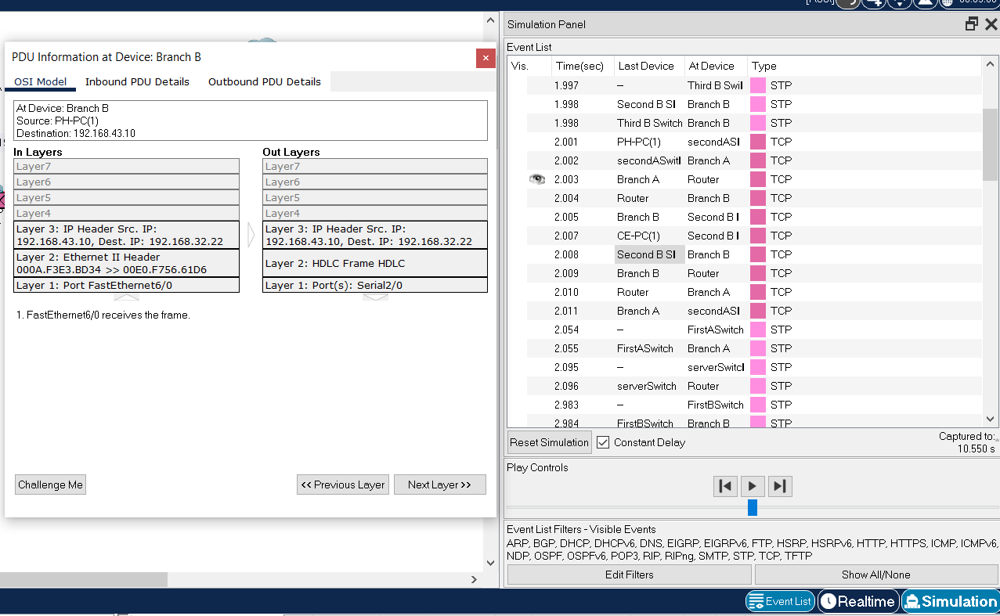 PDU Information at Device: Branch B
OSI Model Inbound PDU Details Outbound PDU Details
At Device: Branch B
Source: PH-PC(1)
Destination: 192.168.43.10
In Layers
Layer7
Layer6
Layer5
Layer4
Layer 3: IP Header Src. IP:
192.168.43.10, Dest. IP: 192.168.32.22
Layer 2: Ethernet II Header
000A.F3E3.BD34 >> 00E0.F756.61D6
Layer 1: Port FastEthernet6/0
Out Layers
Layer7
Layer6
Layer5
Layer4
Layer 3: IP Header Src. IP:
192.168.43.10, Dest. IP: 192.168.32.22
Layer 2: HDLC Frame HDLC
Layer 1: Port(s): Serial2/0
1. FastEthernet6/0 receives the frame.
Challenge Me
<< Previous Layer
Next Layer >>
Simulation Panel
Event List
Vis. Time(sec) Last Device At Device Type
1.997 -- Third B Swit STP
1.998 Second B SI Branch B STP
1.998 Third B Switch Branch B STP
2.001 PH-PC(1) secondASI TCP
2.002 secondASwitl Branch A TCP
2.003 Branch A Router TCP
2.004 Router Branch B TCP
2.005 Branch B Second B I TCP
2.007 CE-PC(1) Second B I TCP
2.008 Second B SI Branch B TCP
2.009 Branch B Router TCP
2.010 Router Branch A TCP
2.011 Branch A secondASI TCP
2.054 -- FirstASwitch STP
2.055 FirstASwitch Branch A STP
2.095 -- serverSwitcl STP
2.096 serverSwitch Router STP
2.983 -- FirstBSwitch STP
2.984 FirstBSwitch Branch B STP
Reset Simulation
Constant Delay
Captured to:
10.550 s
Play Controls
Event List Filters - Visible Events
ARP, BGP, DHCP, DHCPv6, DNS, EIGRP, EIGRPv6, FTP, HSRP, HSRPv6, HTTP, HTTPS, ICMP, ICMPv6,
NDP, OSPF, OSPFv6, POP3, RIP, RIPng, SMTP, STP, TCP, TFTP
Edit Filters
Show All/None
Event List
Realtime
Simulation